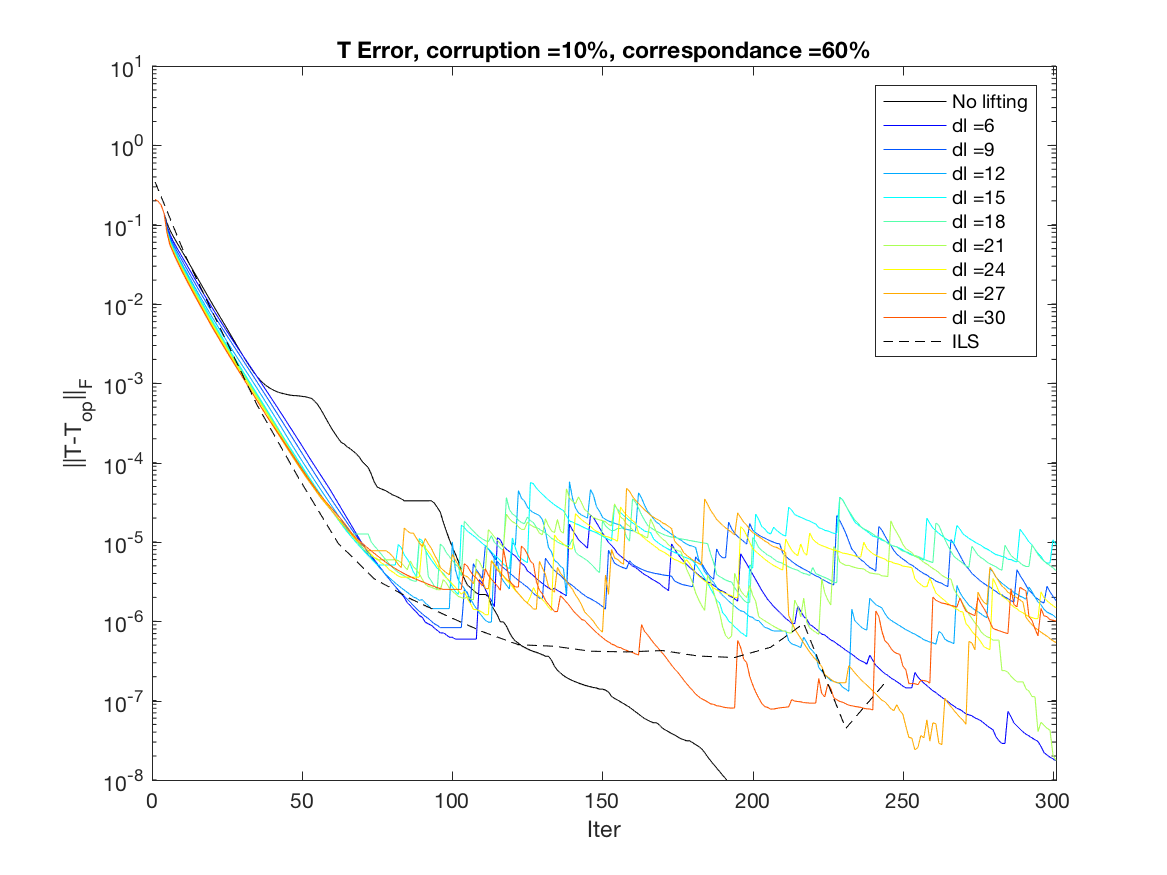 T Error, corruption =10%, correspondance =60%
10^1
10^0
10^-1
10^-2
10^-3
10^-4
10^-5
10^-6
10^-7
10^-8
||T-T_op||_F
No lifting
dl =6
dl =9
dl =12
dl =15
dl =18
dl =21
dl =24
dl =27
dl =30
ILS
0
50
100
150
200
250
300
Iter